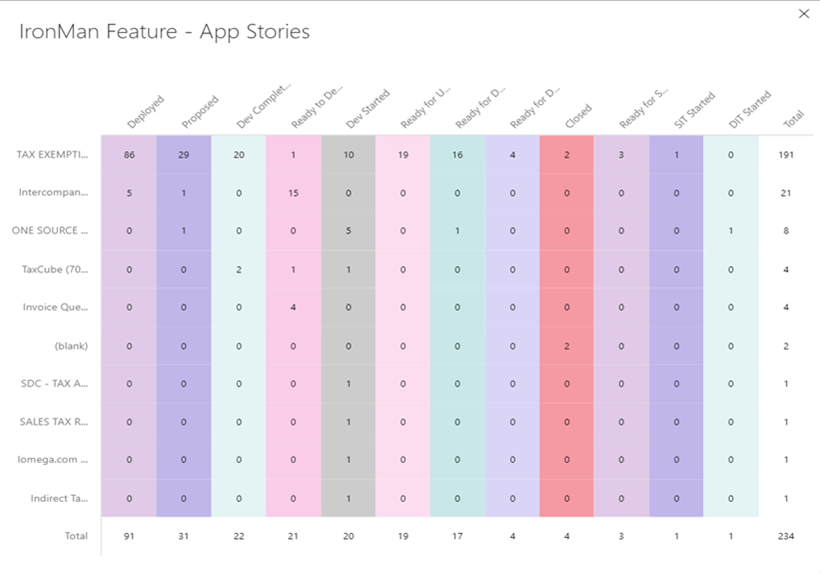 IronMan Feature - App Stories
Deployed Proposed Dev Complet... Ready to De... Dev Started Ready for U... Ready for D... Ready for D... Closed Ready for S... SIT Started DIT Started Total
TAX EXEMPTI... 86 29 20 1 10 19 16 4 2 3 1 0 191
Intercompan... 5 1 0 15 0 0 0 0 0 0 0 0 21
ONE SOURCE ... 0 1 0 0 5 0 1 0 0 0 0 1 8
TaxCube (70... 0 0 2 1 1 0 0 0 0 0 0 0 4
Invoice Que... 0 0 0 4 0 0 0 0 0 0 0 0 4
(blank) 0 0 0 0 0 0 0 0 2 0 0 0 2
SDC - TAX A... 0 0 0 0 1 0 0 0 0 0 0 0 1
SALES TAX R... 0 0 0 0 1 0 0 0 0 0 0 0 1
Iomega.com ... 0 0 0 0 1 0 0 0 0 0 0 0 1
Indirect Ta... 0 0 0 0 1 0 0 0 0 0 0 0 1
Total 91 31 22 21 20 19 17 4 4 3 1 1 234